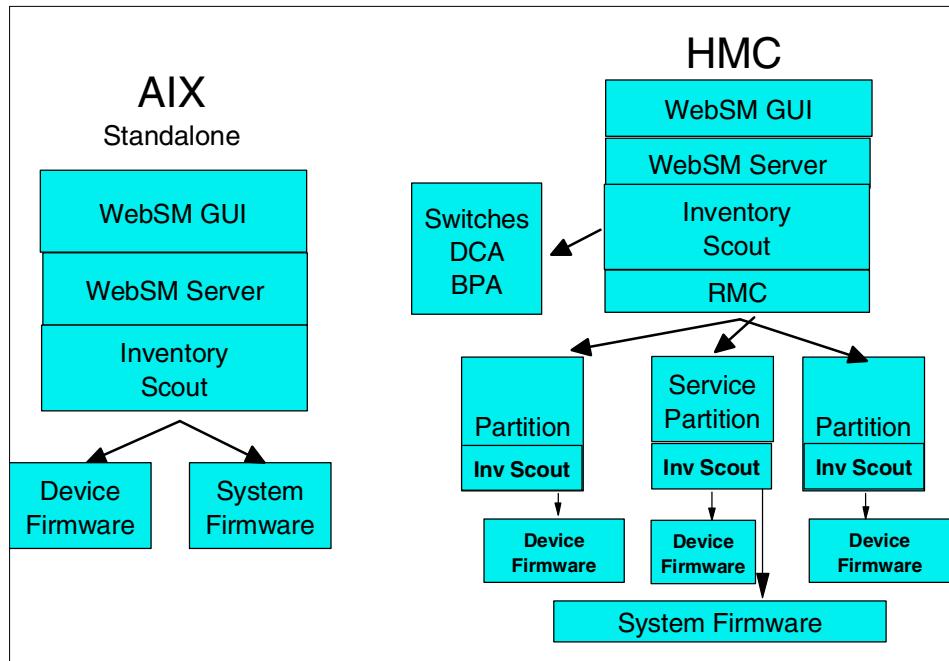 AIX
Standalone
WebSM GUI
WebSM Server
Inventory
Scout
Device
Firmware
System
Firmware
HMC
WebSM GUI
WebSM Server
Inventory
Scout
RMC
Switches
DCA
BPA
Partition
Inv Scout
Device
Firmware
Service
Partition
Inv Scout
Device
Firmware
Partition
Inv Scout
Device
Firmware
System Firmware